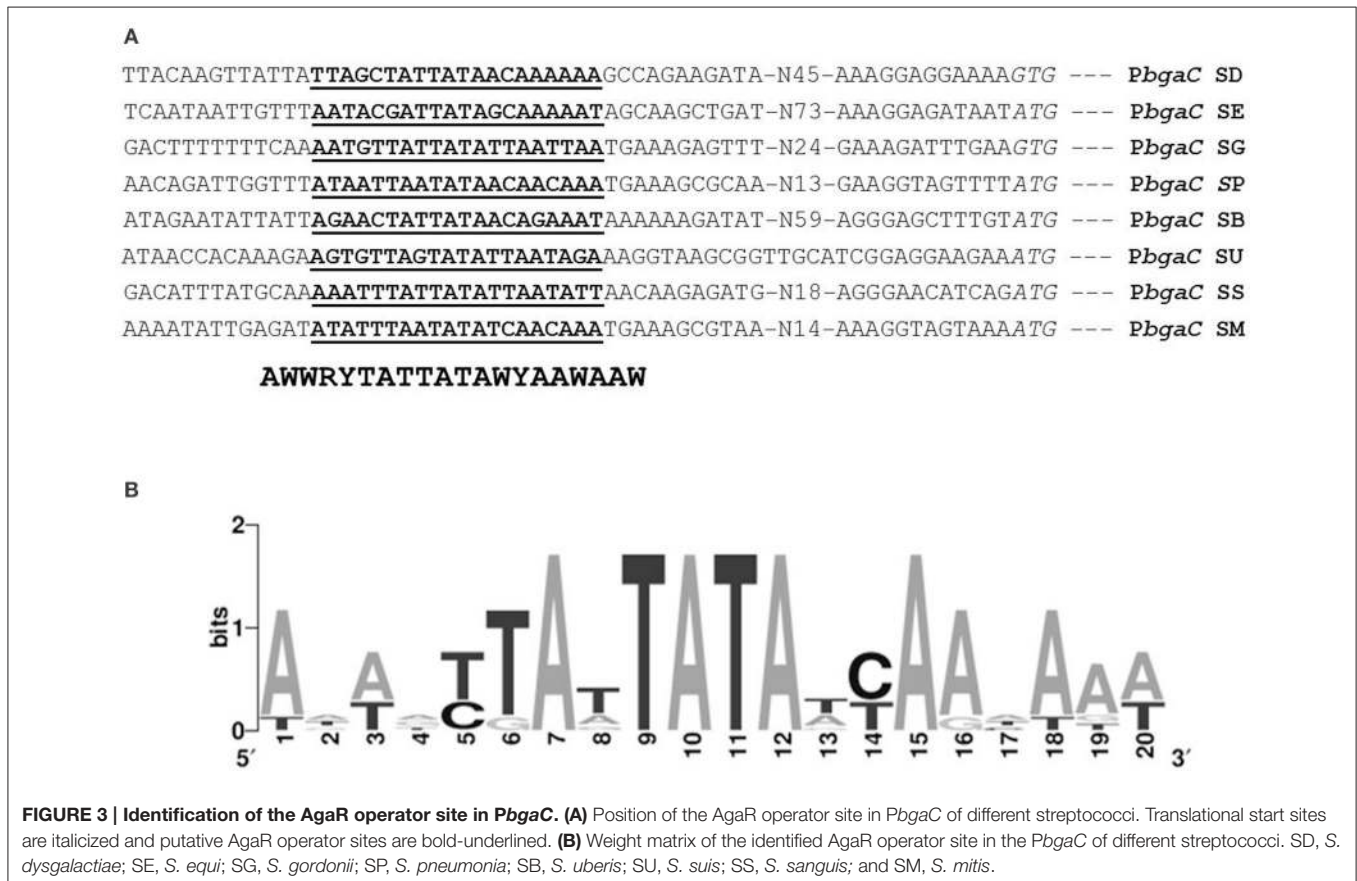 A
TTACAAGTTATTATTAGCTATTATAACAAAAAAGCCAGAAGATA-N45-AAAGGAGGAAAAGTG --- PbgaC SD
TCAATAATTGTTTAATACGATTATAGCAAAAATAGCAAGCTGAT-N73-AAAGGAGATAATATG --- PbgaC SE
GACTTTTTTTCAAAATGTTATTATATTAATTAATGAAAGAGTTT-N24-GAAAGATTTGAAGTG --- PbgaC SG
AACAGATTGGTTTATAATTAATATAACAACAAATGAAAGCGCAA-N13-GAAGGTAGTTTTATG --- PbgaC SP
ATAGAATATTATTAGAACTATTATAACAGAAATAAAAAAGATAT-N59-AGGGAGCTTTGTATG --- PbgaC SB
ATAACCACAAAGAAGTGTTAGTATATTAATAGAAAGGTAAGCGGTTGCATCGGAGGAAGAAATG --- PbgaC SU
GACATTTATGCAAAAATTTATTATATTAATATTAACAAGAGATG-N18-AGGGAACATCAGATG --- PbgaC SS
AAAATATTGAGATATATTTAATATATCAACAAATGAAAGCGTAA-N14-AAAGGTAGTAAAATG --- PbgaC SM
AWWRYTATTATAWYAAWAAW
B
2
bits
1
0
5′ 1 2 3 4 5 6 7 8 9 10 11 12 13 14 15 16 17 18 19 20 3′
FIGURE 3 | Identification of the AgaR operator site in PbgaC. (A) Position of the AgaR operator site in PbgaC of different streptococci. Translational start sites
are italicized and putative AgaR operator sites are bold-underlined. (B) Weight matrix of the identified AgaR operator site in the PbgaC of different streptococci. SD, S.
dysgalactiae; SE, S. equi; SG, S. gordonii; SP, S. pneumonia; SB, S. uberis; SU, S. suis; SS, S. sanguis; and SM, S. mitis.